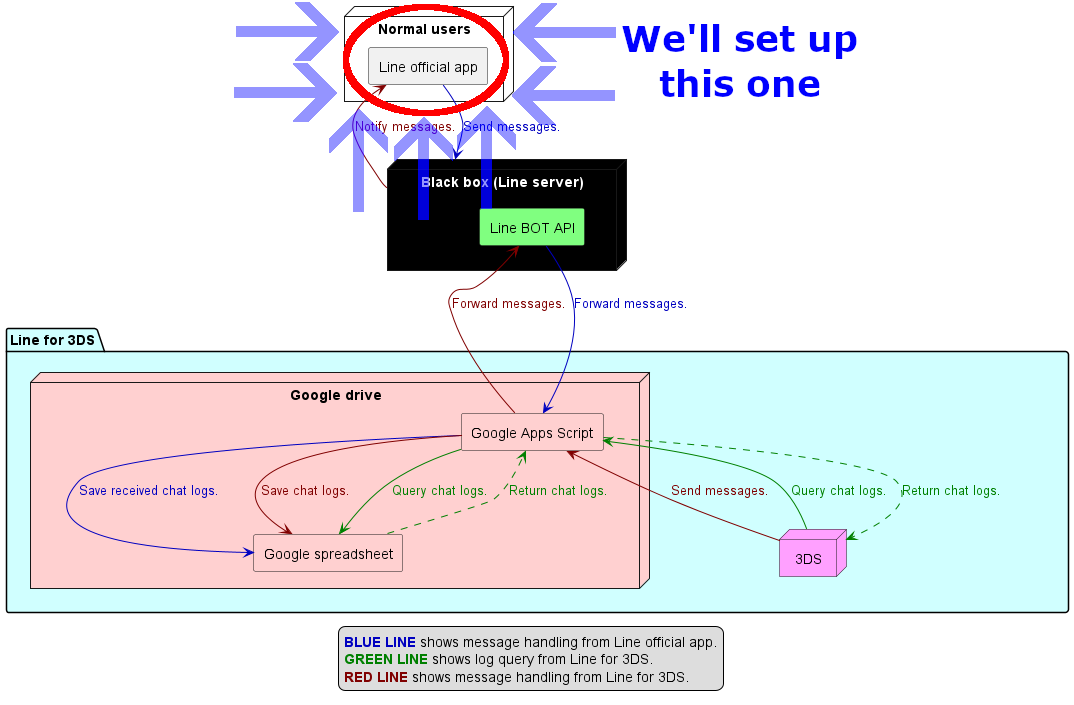 Normal users
Line official app
We'll set up
this one
Notify messages.
Send messages.
Black box (Line server)
Line BOT API
Forward messages.
Forward messages.
Line for 3DS
Google drive
Google Apps Script
Save received chat logs.
Save chat logs.
Query chat logs.
Return chat logs.
Send messages.
Query chat logs.
Return chat logs.
Google spreadsheet
3DS
BLUE LINE shows message handling from Line official app.
GREEN LINE shows log query from Line for 3DS.
RED LINE shows message handling from Line for 3DS.